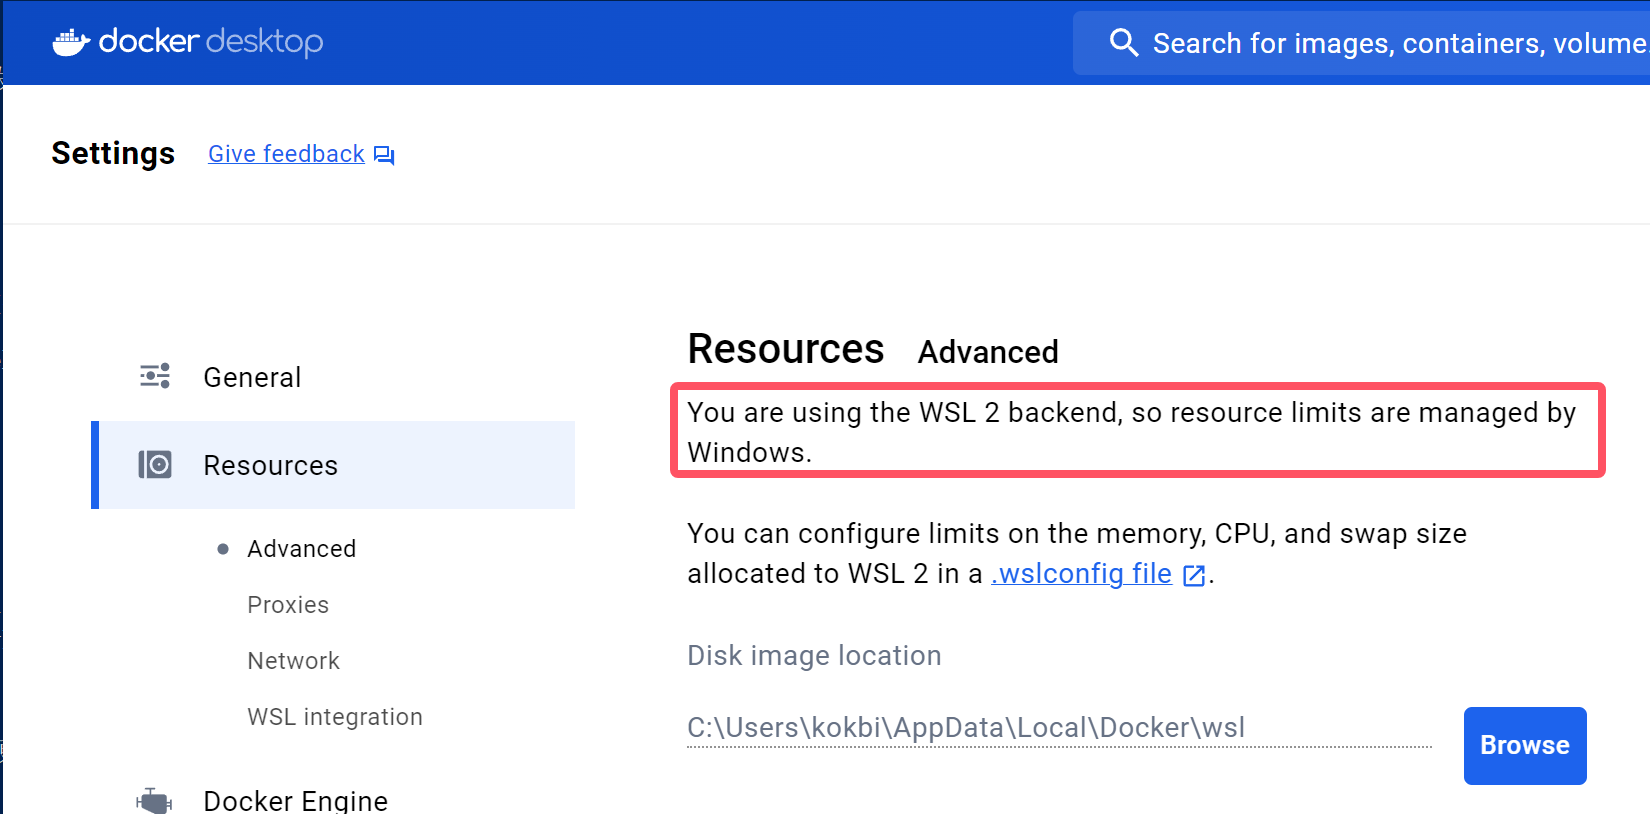 docker desktop
Search for images, containers, volume
Settings
Give feedback
General
Resources
Advanced
Proxies
Network
WSL integration
Docker Engine
Resources Advanced
You are using the WSL 2 backend, so resource limits are managed by
Windows.
You can configure limits on the memory, CPU, and swap size
allocated to WSL 2 in a .wslconfig file.
Disk image location
C:\Users\kokbi\AppData\Local\Docker\wsl
Browse